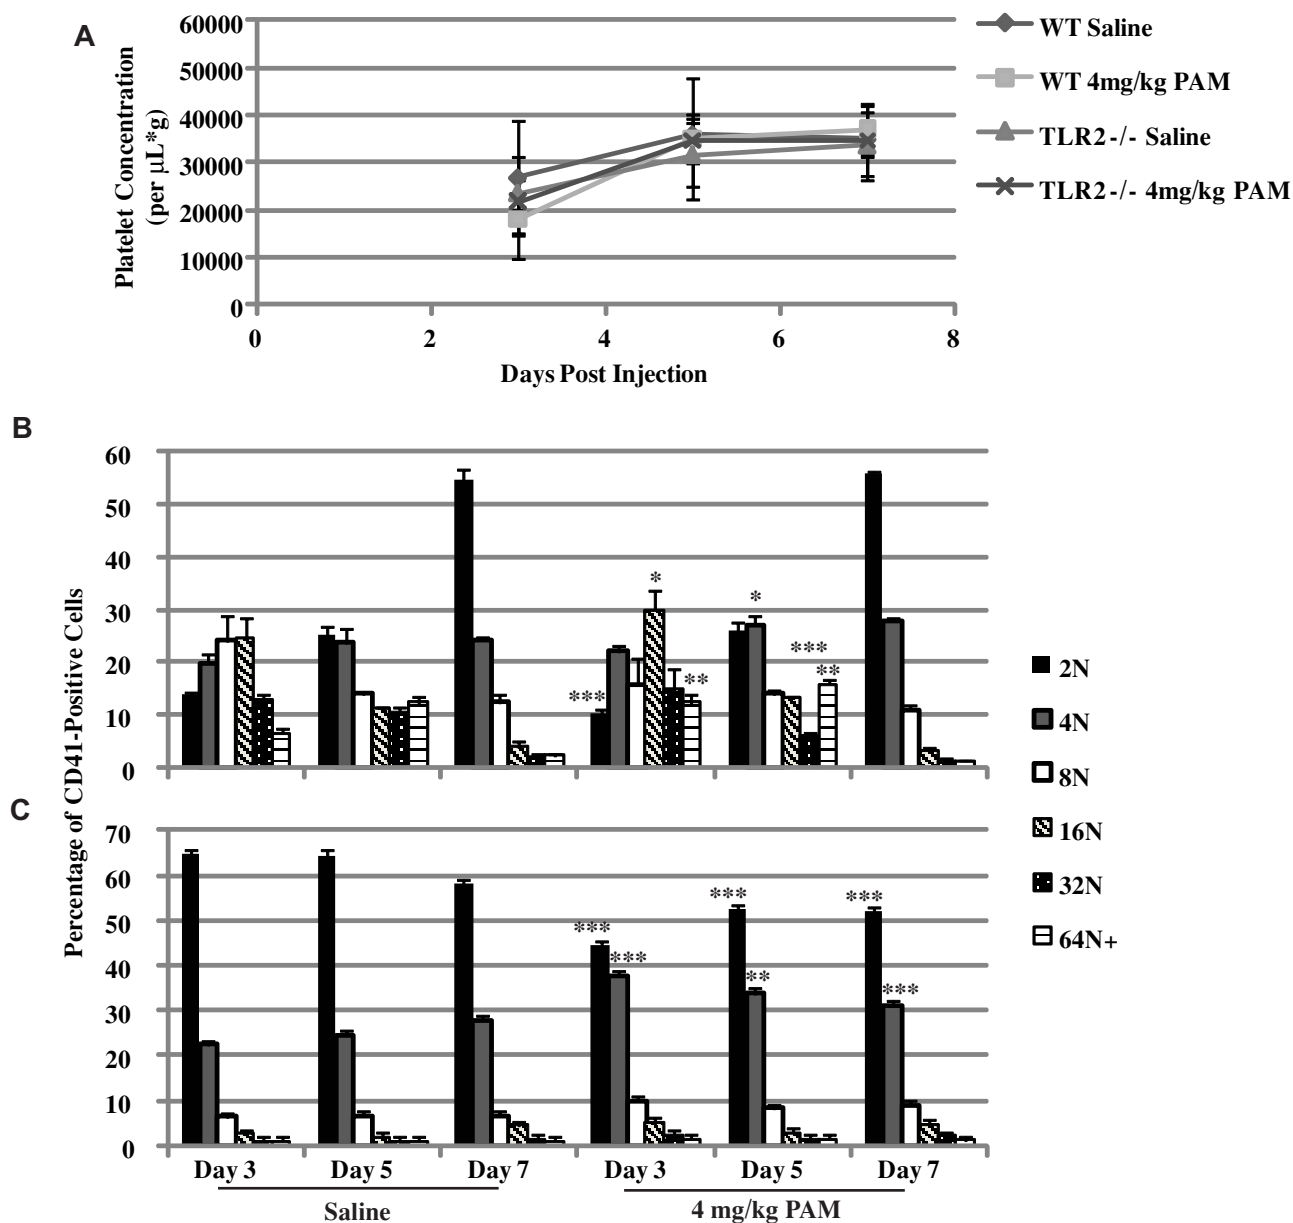 A
Platelet Concentration
(per µL*g)
60000
50000
40000
30000
20000
10000
0
0 2 4 6 8
Days Post Injection
WT Saline
WT 4mg/kg PAM
TLR2-/- Saline
TLR2-/- 4mg/kg PAM
B
Percentage of CD41-Positive Cells
60
50
40
30
20
10
0
*** * ** * *** **
2N
4N
8N
16N
32N
64N+
C
70
60
50
40
30
20
10
0
*** *** *** ** *** ***
Day 3 Day 5 Day 7 Day 3 Day 5 Day 7
Saline 4 mg/kg PAM